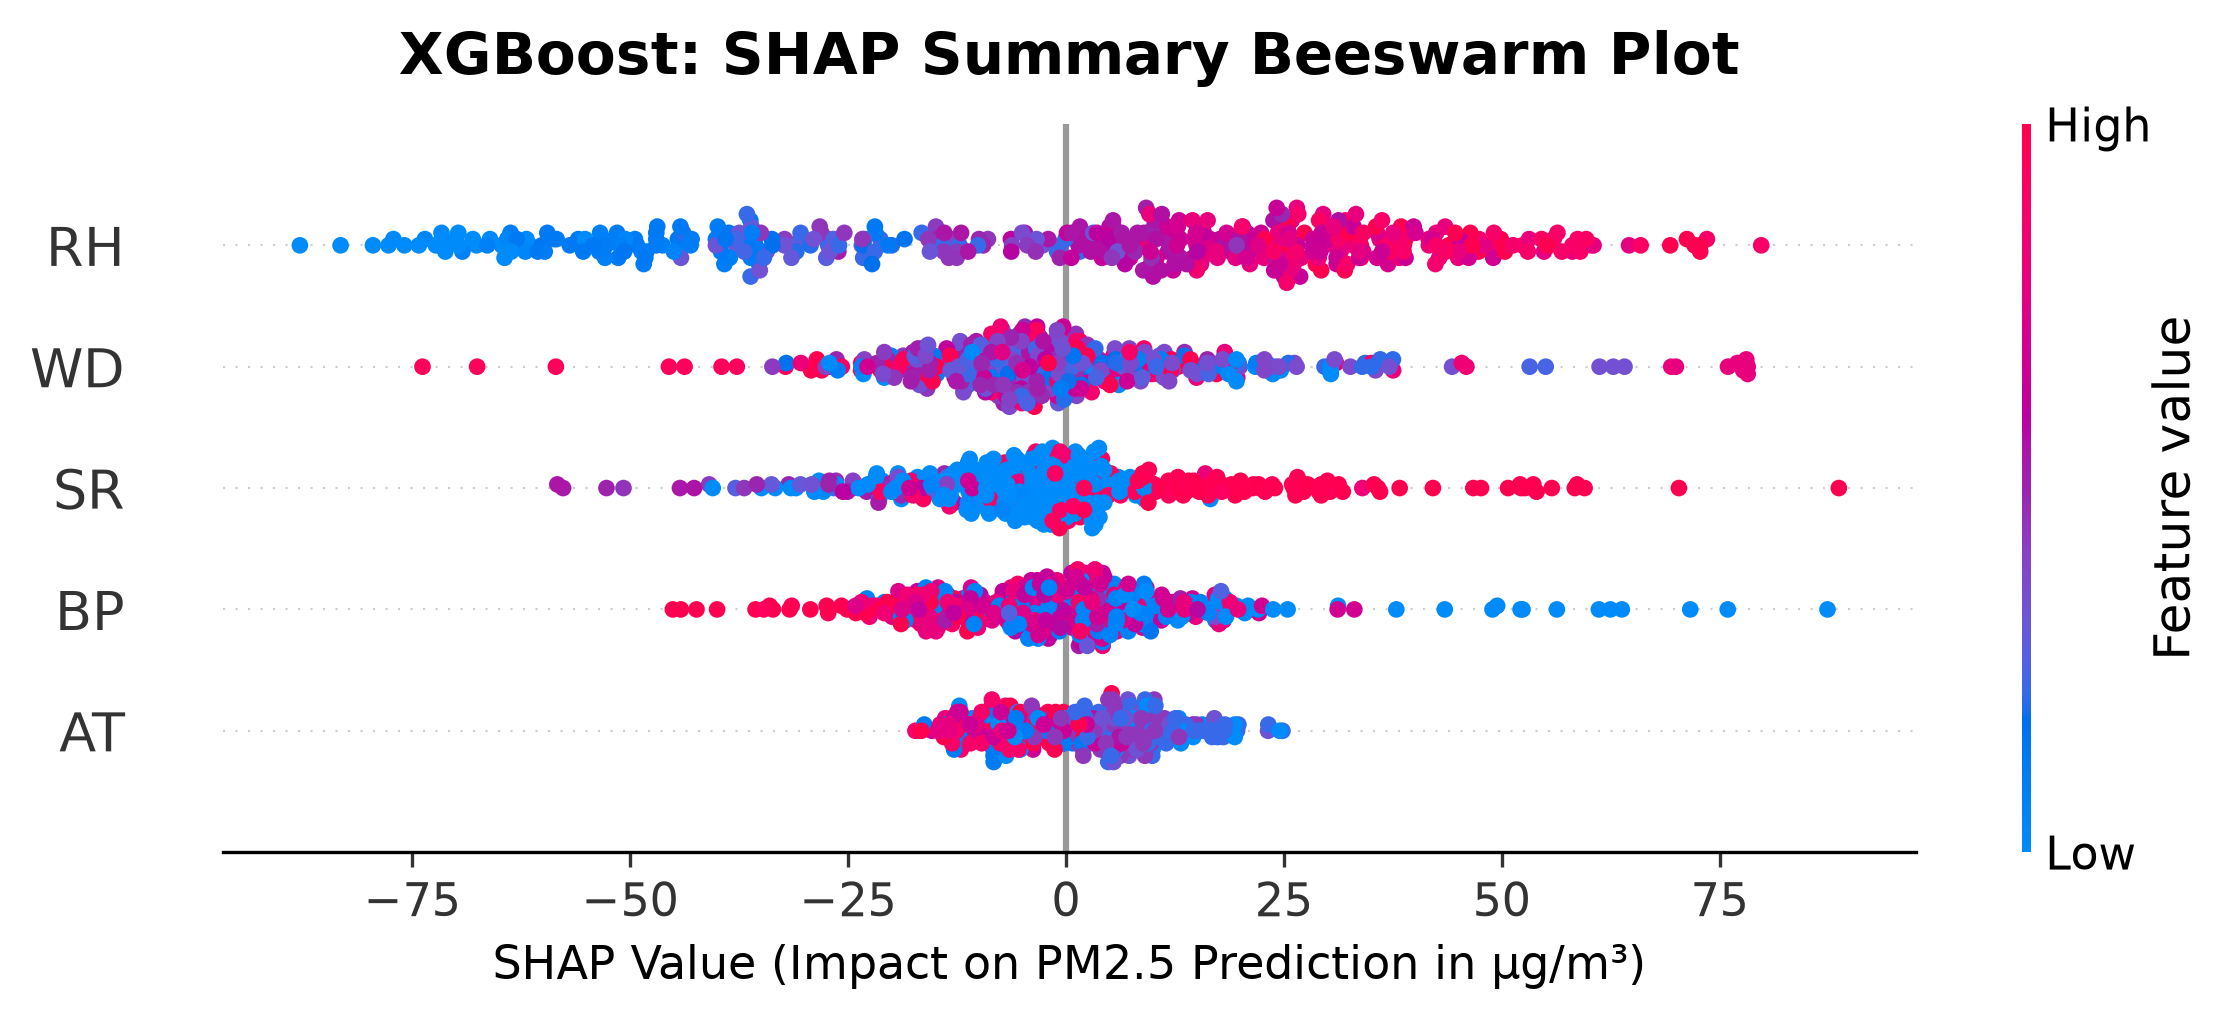 XGBoost: SHAP Summary Beeswarm Plot
High
RH
WD
SR
BP
AT
Feature value
Low
−75 −50 −25 0 25 50 75
SHAP Value (Impact on PM2.5 Prediction in µg/m³)